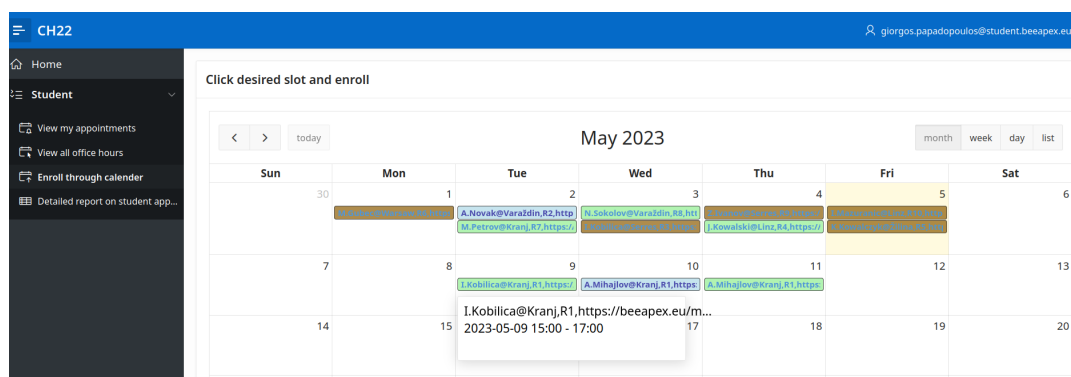 CH22
giorgos.papadopoulos@student.beeapex.eu
Home
Student
View my appointments
View all office hours
Enroll through calender
Detailed report on student app...
Click desired slot and enroll
today
May 2023
month week day list
Sun Mon Tue Wed Thu Fri Sat
30 1 2 3 4 5 6
A.Novak@Varaždin,R2,http N.Sokolov@Varaždin,R8,htt
M.Petrov@Kranj,R7,https:/ J.Kowalski@Linz,R4,https://
7 8 9 10 11 12 13
I.Kobilica@Kranj,R1,https:/ A.Mihajlov@Kranj,R1,https: A.Mihajlov@Kranj,R1,https:
I.Kobilica@Kranj,R1,https://beeapex.eu/m...
2023-05-09 15:00 - 17:00
14 15 17 18 19 20